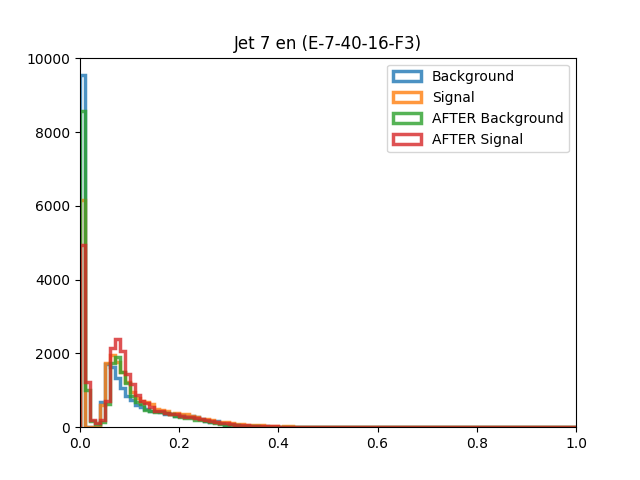 Jet 7 en (E-7-40-16-F3)
10000
8000
6000
4000
2000
0
0.0 0.2 0.4 0.6 0.8 1.0
Background
Signal
AFTER Background
AFTER Signal